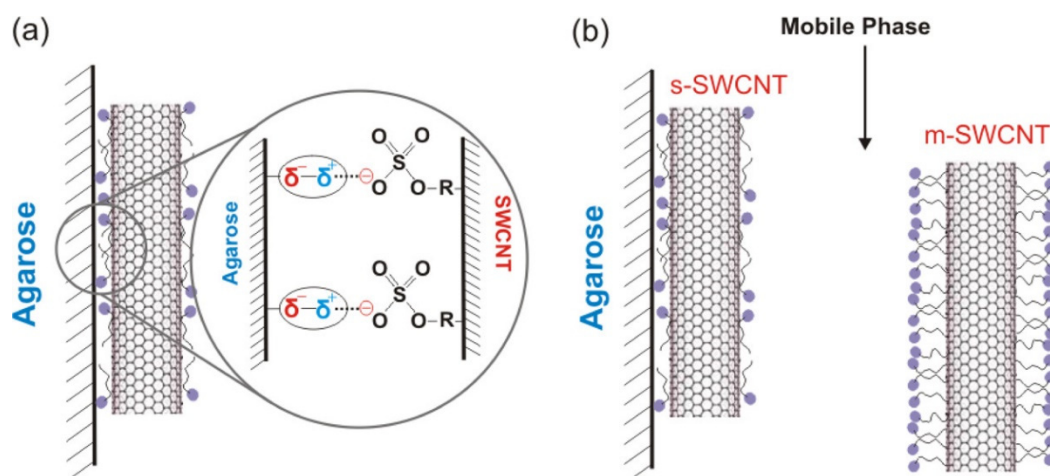 (a)
Agarose
Agarose
δ⁻ δ⁺ ⊖
O O
S
O O–R
SWCNT
δ⁻ δ⁺ ⊖
O O
S
O O–R
(b)
Mobile Phase
s-SWCNT
m-SWCNT
Agarose